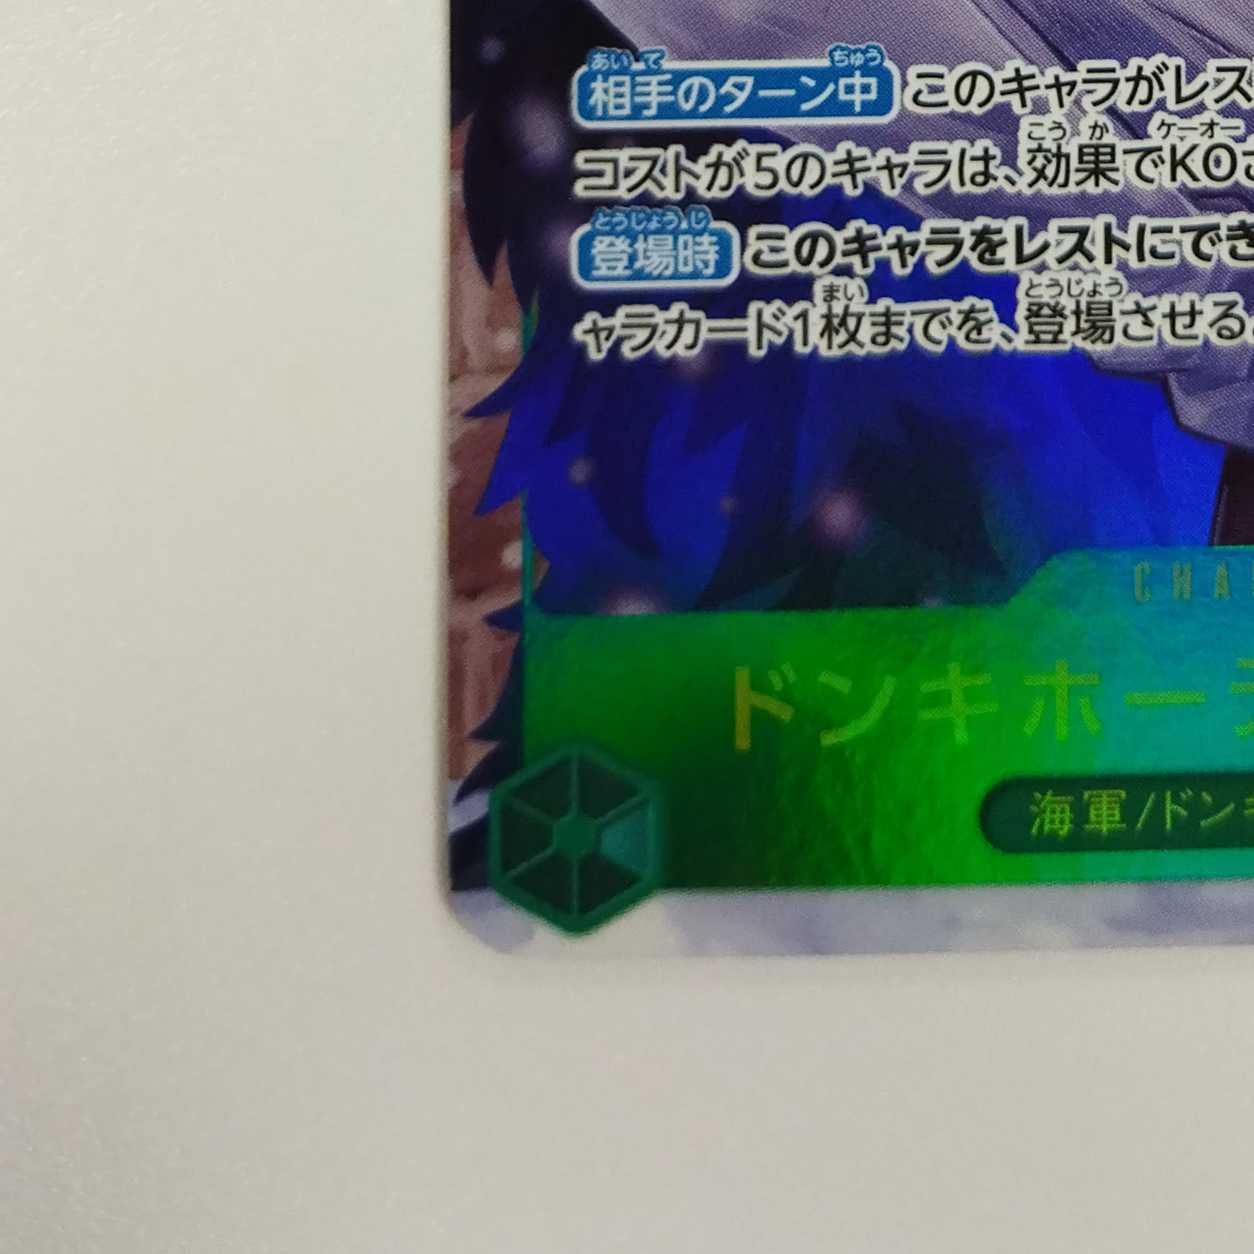 相手のターン中 このキャラがレス
コストが5のキャラは、効果でKOさ
登場時 このキャラをレストにでき
ャラカード1枚までを、登場させる。
CHA
ドンキホーテ
海軍/ドンキ